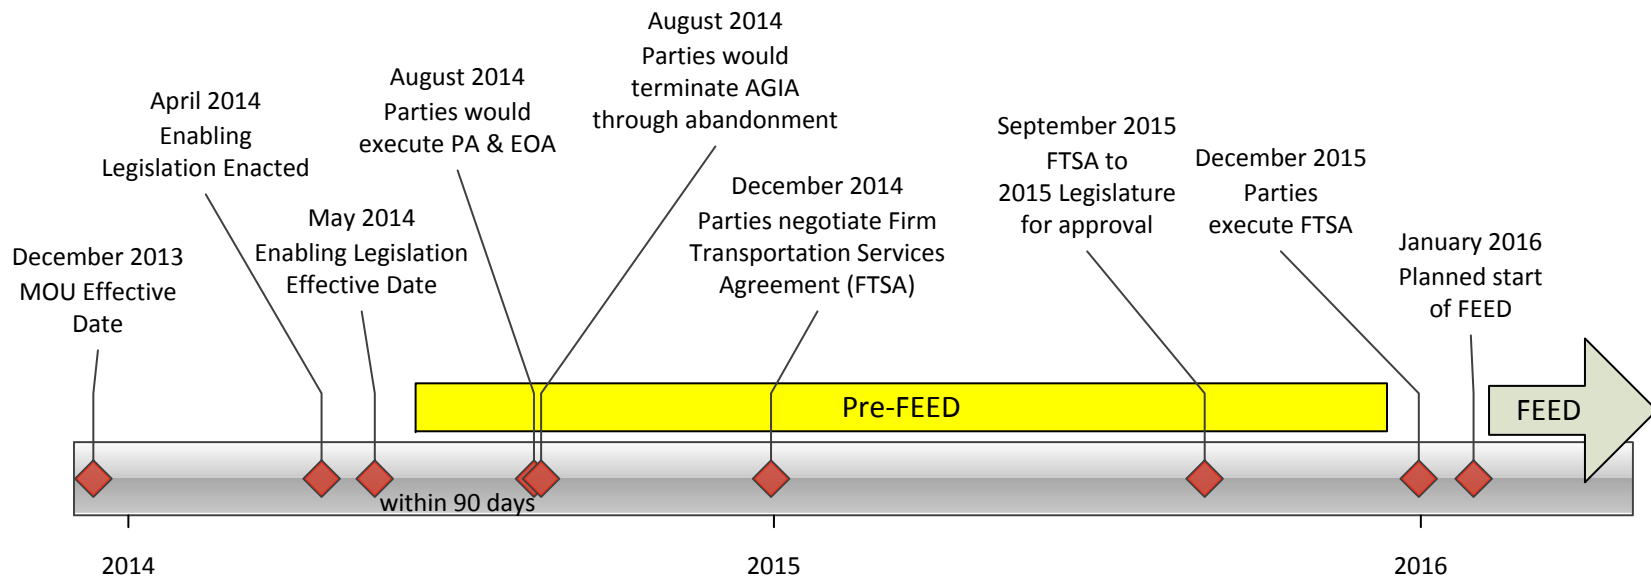 December 2013
MOU Effective
Date
April 2014
Enabling
Legislation Enacted
May 2014
Enabling Legislation
Effective Date
August 2014
Parties would
execute PA & EOA
August 2014
Parties would
terminate AGIA
through abandonment
December 2014
Parties negotiate Firm
Transportation Services
Agreement (FTSA)
September 2015
FTSA to
2015 Legislature
for approval
December 2015
Parties
execute FTSA
January 2016
Planned start
of FEED
Pre-FEED
FEED
within 90 days
2014
2015
2016